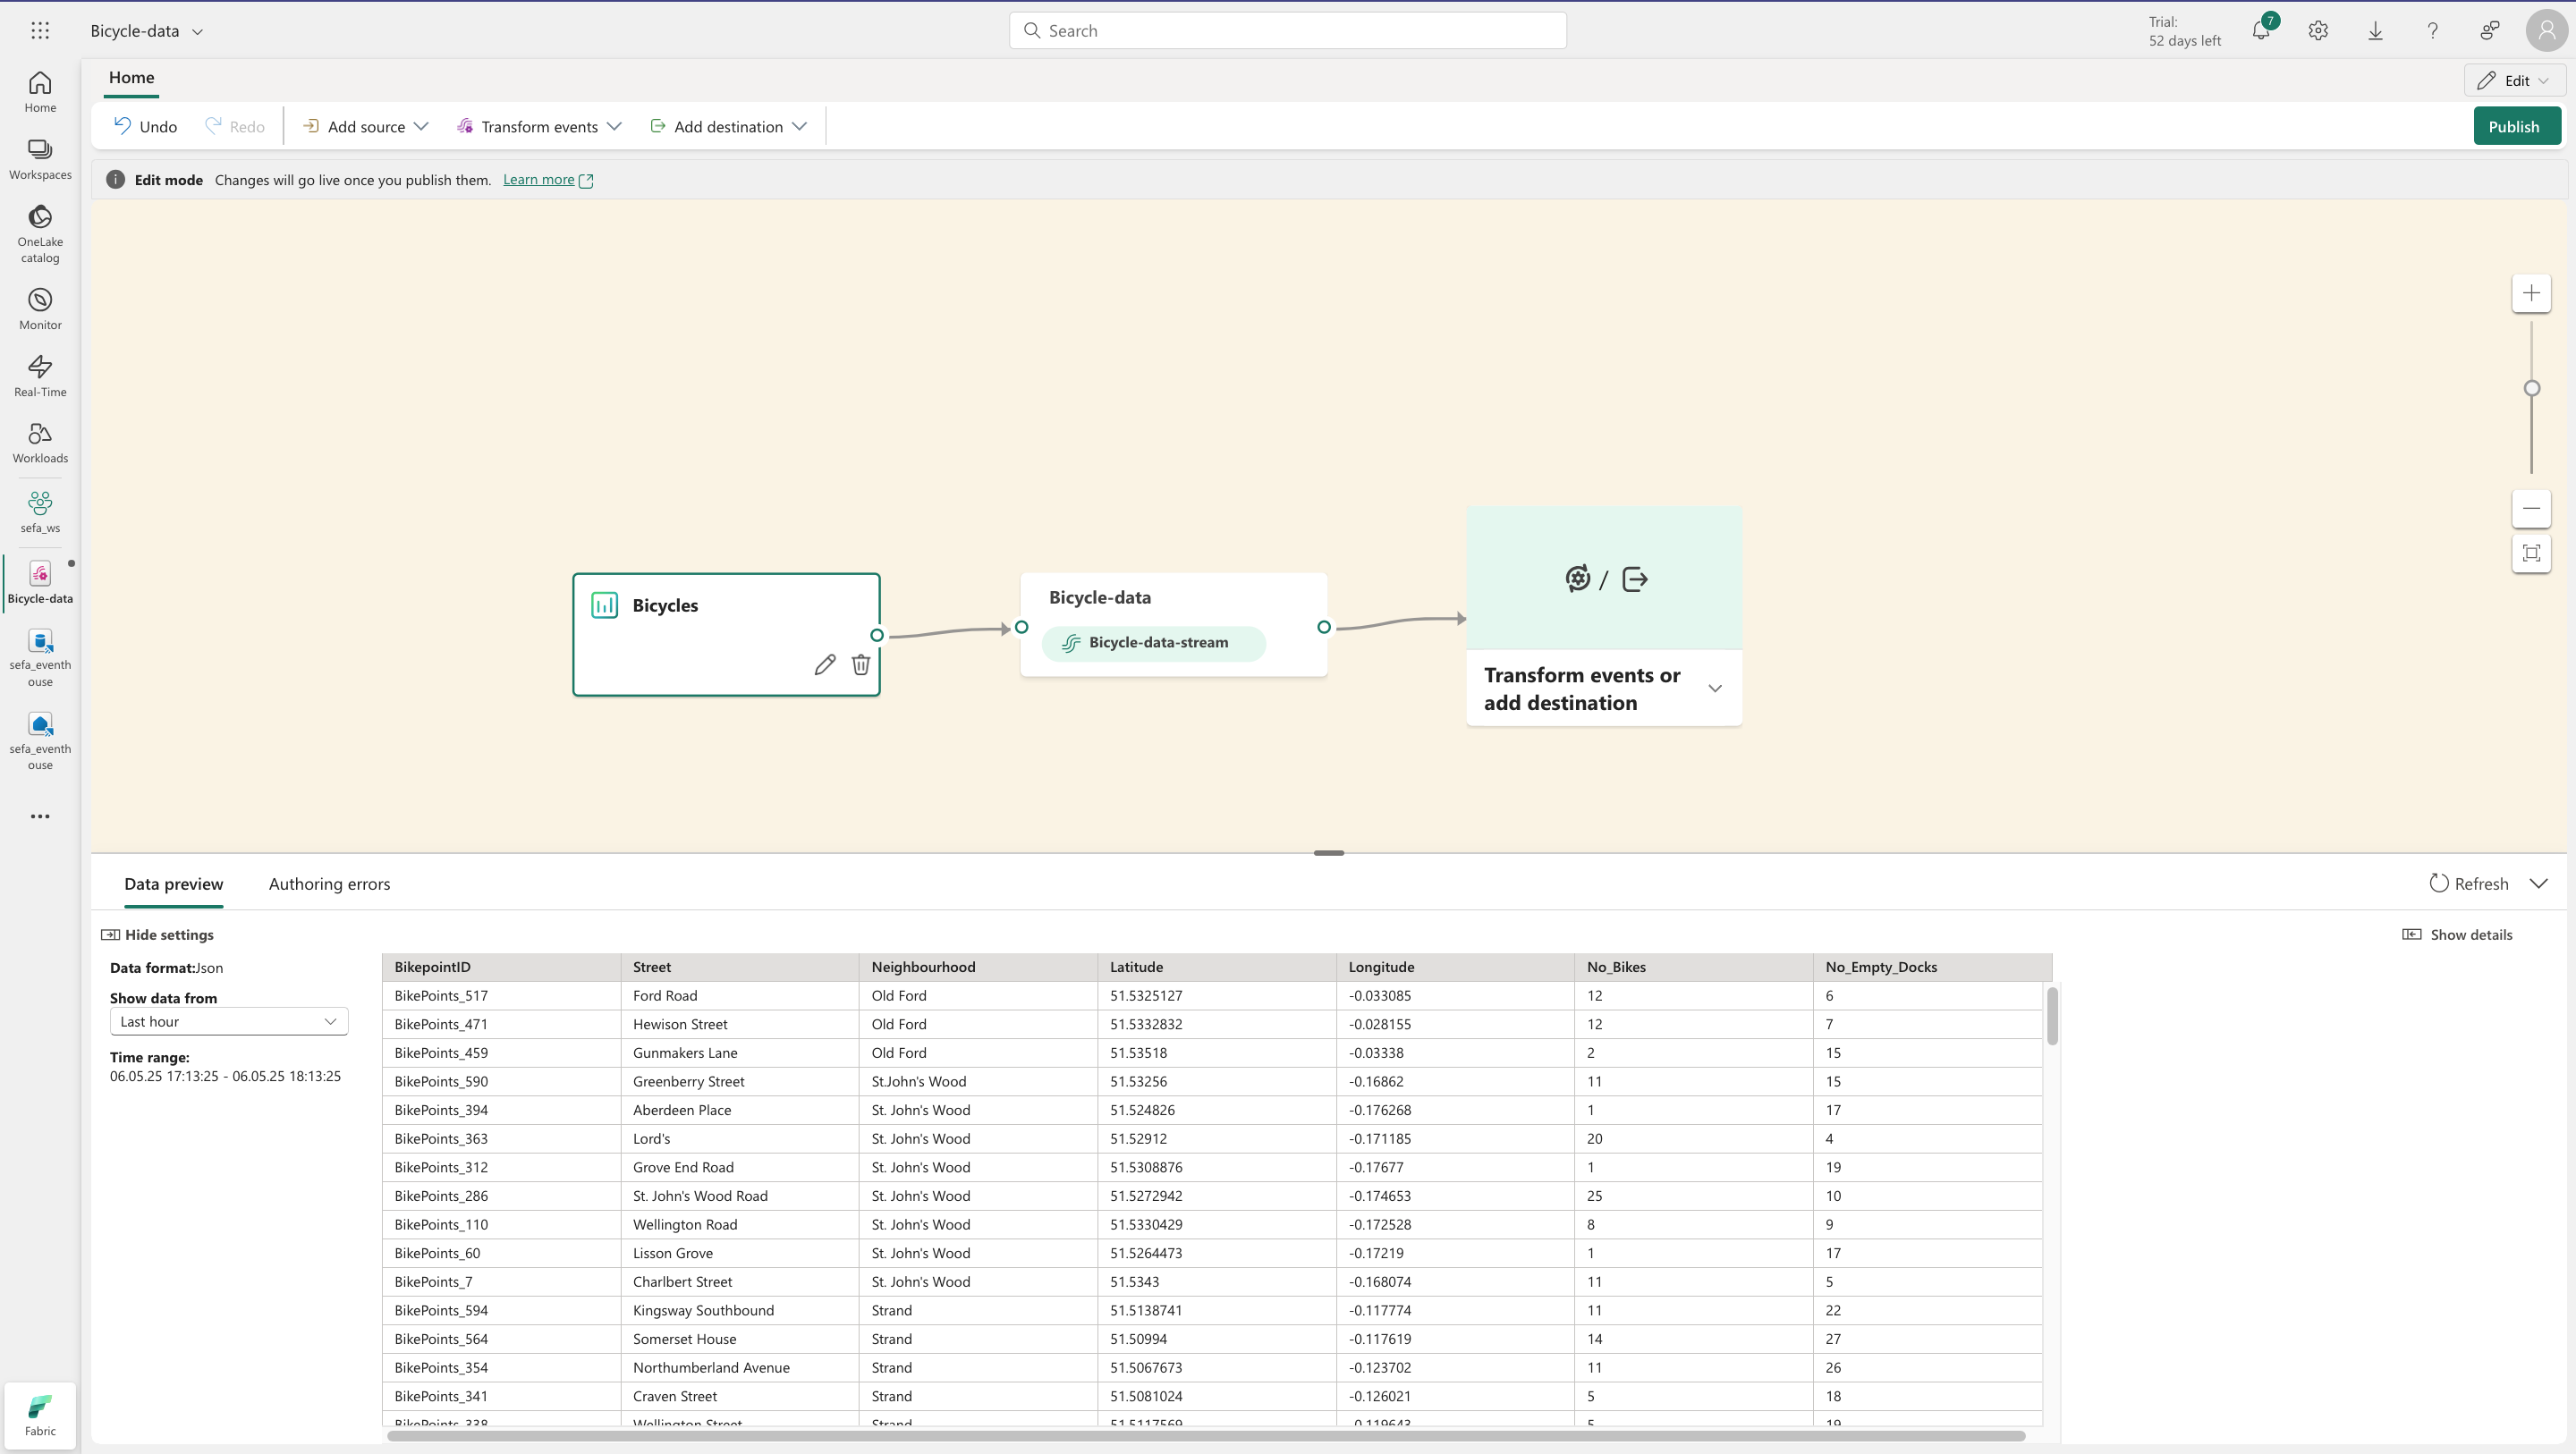 Bicycle-data
Search
Trial:
52 days left
7
Home
Edit
Home
Workspaces
OneLake
catalog
Monitor
Real-Time
Workloads
sefa_ws
Bicycle-data
sefa_eventh
ouse
sefa_eventh
ouse
Fabric
Undo
Redo
Add source
Transform events
Add destination
Publish
Edit mode Changes will go live once you publish them. Learn more
Bicycles
Bicycle-data
Bicycle-data-stream
/
Transform events or
add destination
Data preview
Authoring errors
Refresh
Hide settings
Show details
Data format:Json
Show data from
Last hour
Time range:
06.05.25 17:13:25 - 06.05.25 18:13:25
BikepointID Street Neighbourhood Latitude Longitude No_Bikes No_Empty_Docks
BikePoints_517 Ford Road Old Ford 51.5325127 -0.033085 12 6
BikePoints_471 Hewison Street Old Ford 51.5332832 -0.028155 12 7
BikePoints_459 Gunmakers Lane Old Ford 51.53518 -0.03338 2 15
BikePoints_590 Greenberry Street St.John's Wood 51.53256 -0.16862 11 15
BikePoints_394 Aberdeen Place St. John's Wood 51.524826 -0.176268 1 17
BikePoints_363 Lord's St. John's Wood 51.52912 -0.171185 20 4
BikePoints_312 Grove End Road St. John's Wood 51.5308876 -0.17677 1 19
BikePoints_286 St. John's Wood Road St. John's Wood 51.5272942 -0.174653 25 10
BikePoints_110 Wellington Road St. John's Wood 51.5330429 -0.172528 8 9
BikePoints_60 Lisson Grove St. John's Wood 51.5264473 -0.17219 1 17
BikePoints_7 Charlbert Street St. John's Wood 51.5343 -0.168074 11 5
BikePoints_594 Kingsway Southbound Strand 51.5138741 -0.117774 11 22
BikePoints_564 Somerset House Strand 51.50994 -0.117619 14 27
BikePoints_354 Northumberland Avenue Strand 51.5067673 -0.123702 11 26
BikePoints_341 Craven Street Strand 51.5081024 -0.126021 5 18
BikePoints_338 Wellington Street Strand 51.5117569 -0.119643 5 19